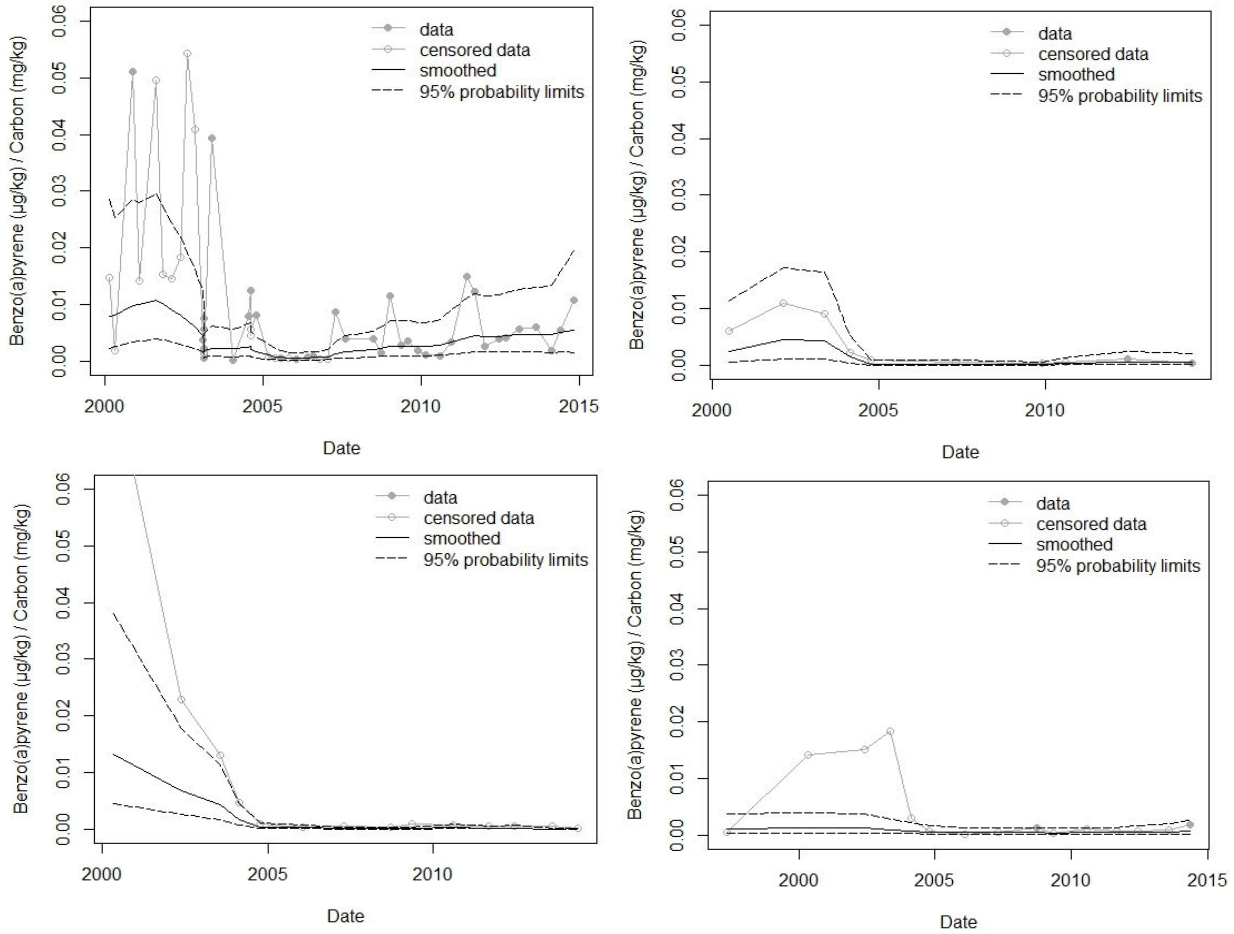 Benzo(a)pyrene (µg/kg) / Carbon (mg/kg)
0.06
0.05
0.04
0.03
0.02
0.01
0.00
data
censored data
smoothed
95% probability limits
2000
2005
2010
2015
Date
Benzo(a)pyrene (µg/kg) / Carbon (mg/kg)
0.06
0.05
0.04
0.03
0.02
0.01
0.00
data
censored data
smoothed
95% probability limits
2000
2005
2010
Date
Benzo(a)pyrene (µg/kg) / Carbon (mg/kg)
0.06
0.05
0.04
0.03
0.02
0.01
0.00
data
censored data
smoothed
95% probability limits
2000
2005
2010
Date
Benzo(a)pyrene (µg/kg) / Carbon (mg/kg)
0.06
0.05
0.04
0.03
0.02
0.01
0.00
data
censored data
smoothed
95% probability limits
2000
2005
2010
2015
Date